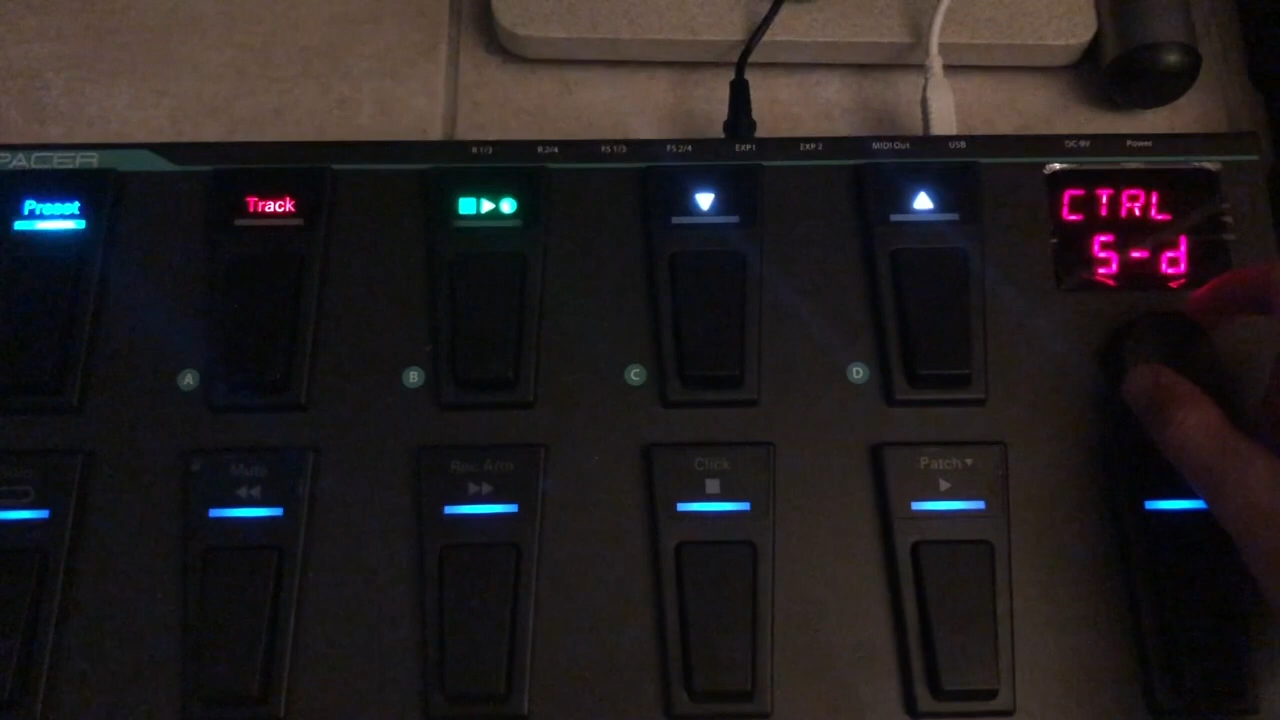 PACER
R 1/3 R 2/4 FS 1/3 FS 2/4 EXP1 EXP 2 MIDI Out USB DC 9V Power
Preset Track
CTRL
S-d
A B C D
Mute Rec Arm Click Patch